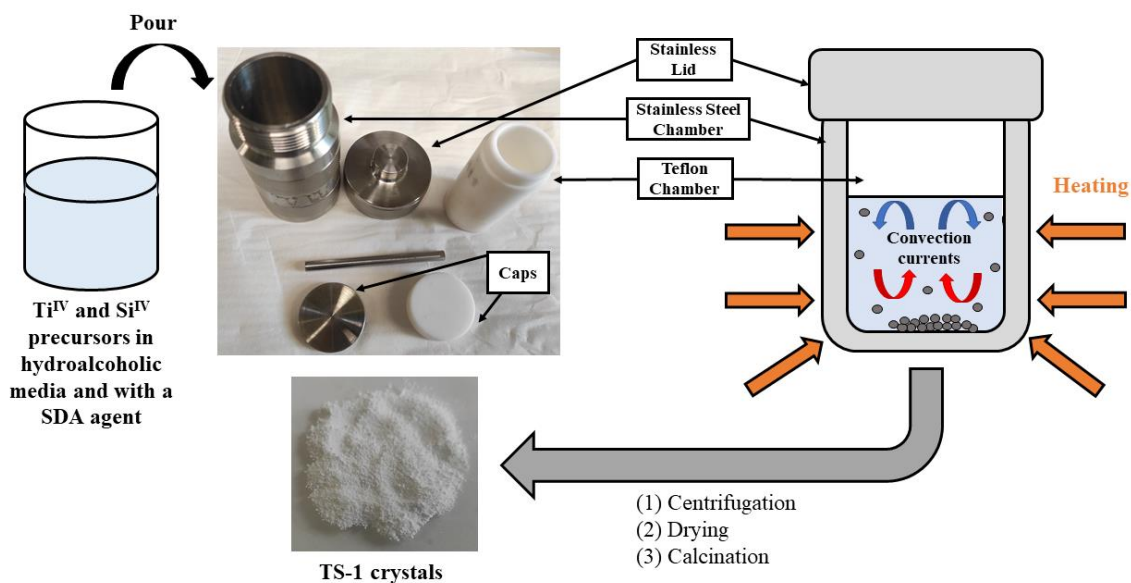 Pour
Stainless
Lid
Stainless Steel
Chamber
Teflon
Chamber
Heating
Convection
currents
Caps
Ti^IV and Si^IV
precursors in
hydroalcoholic
media and with a
SDA agent
(1) Centrifugation
(2) Drying
(3) Calcination
TS-1 crystals